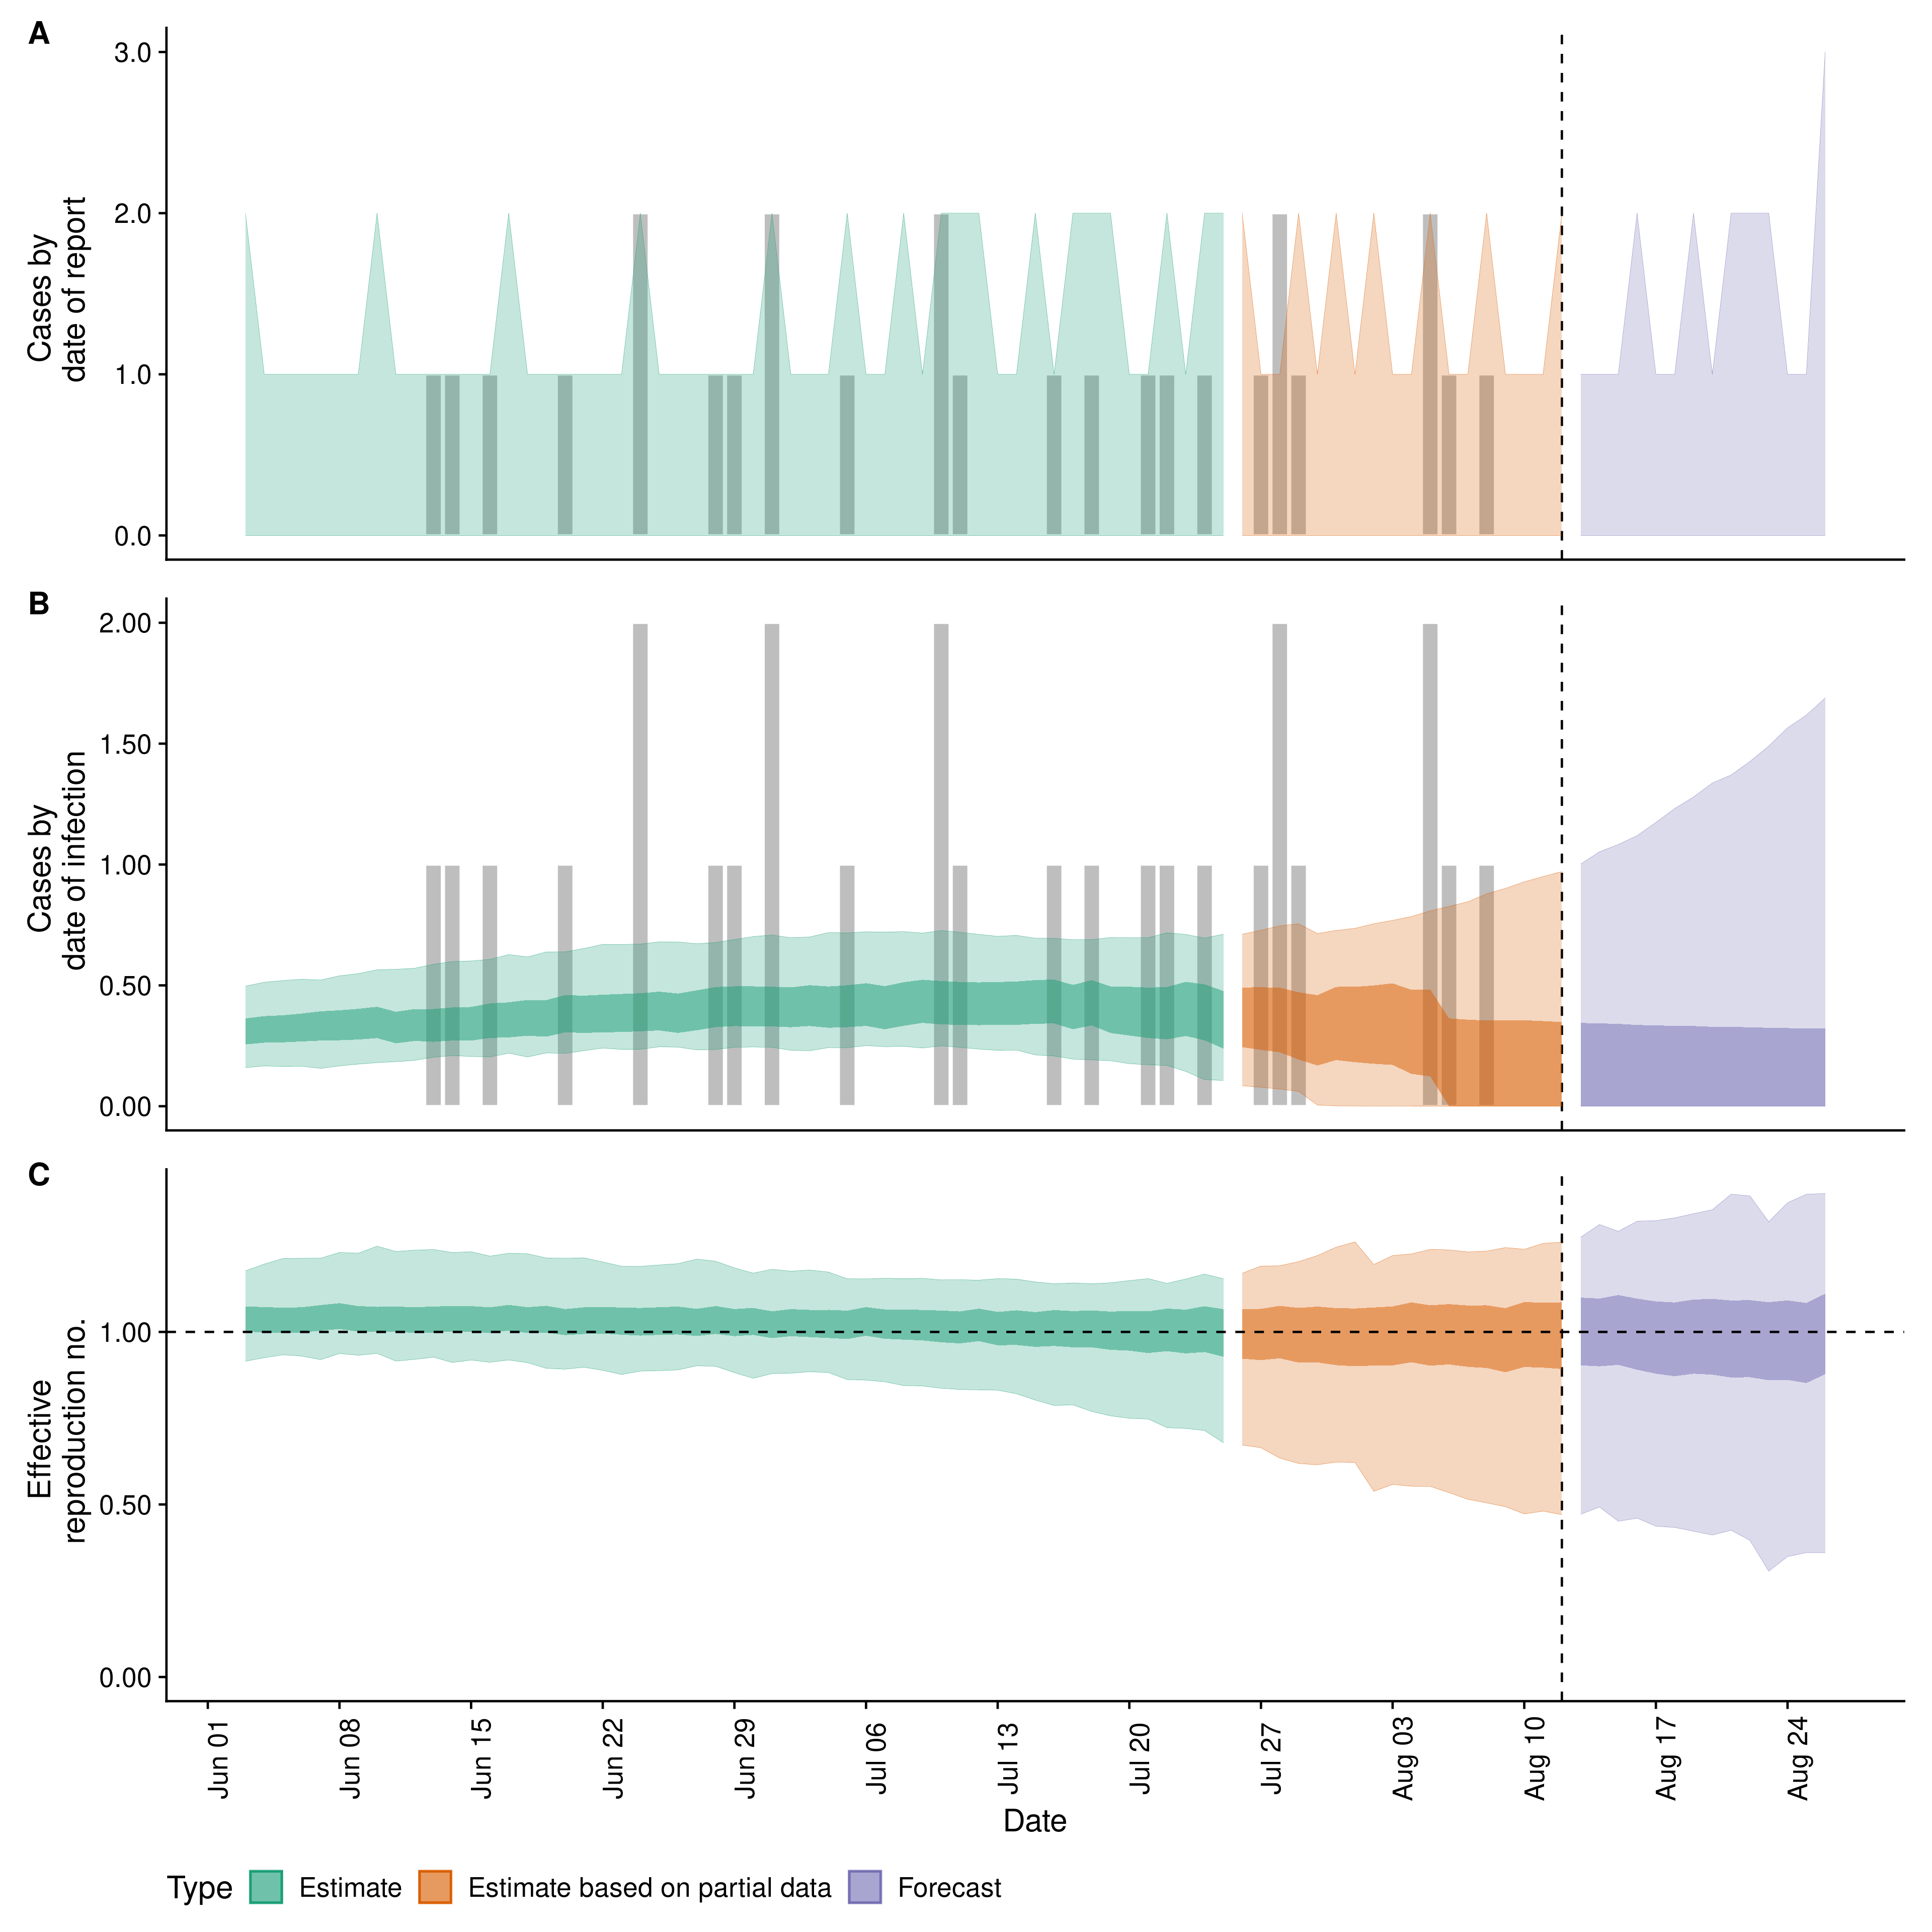 A
Cases by
date of report
3.0
2.0
1.0
0.0
B
Cases by
date of infection
2.00
1.50
1.00
0.50
0.00
C
Effective
reproduction no.
1.00
0.50
0.00
Jun 01
Jun 08
Jun 15
Jun 22
Jun 29
Jul 06
Jul 13
Jul 20
Jul 27
Aug 03
Aug 10
Aug 17
Aug 24
Date
Type Estimate Estimate based on partial data Forecast